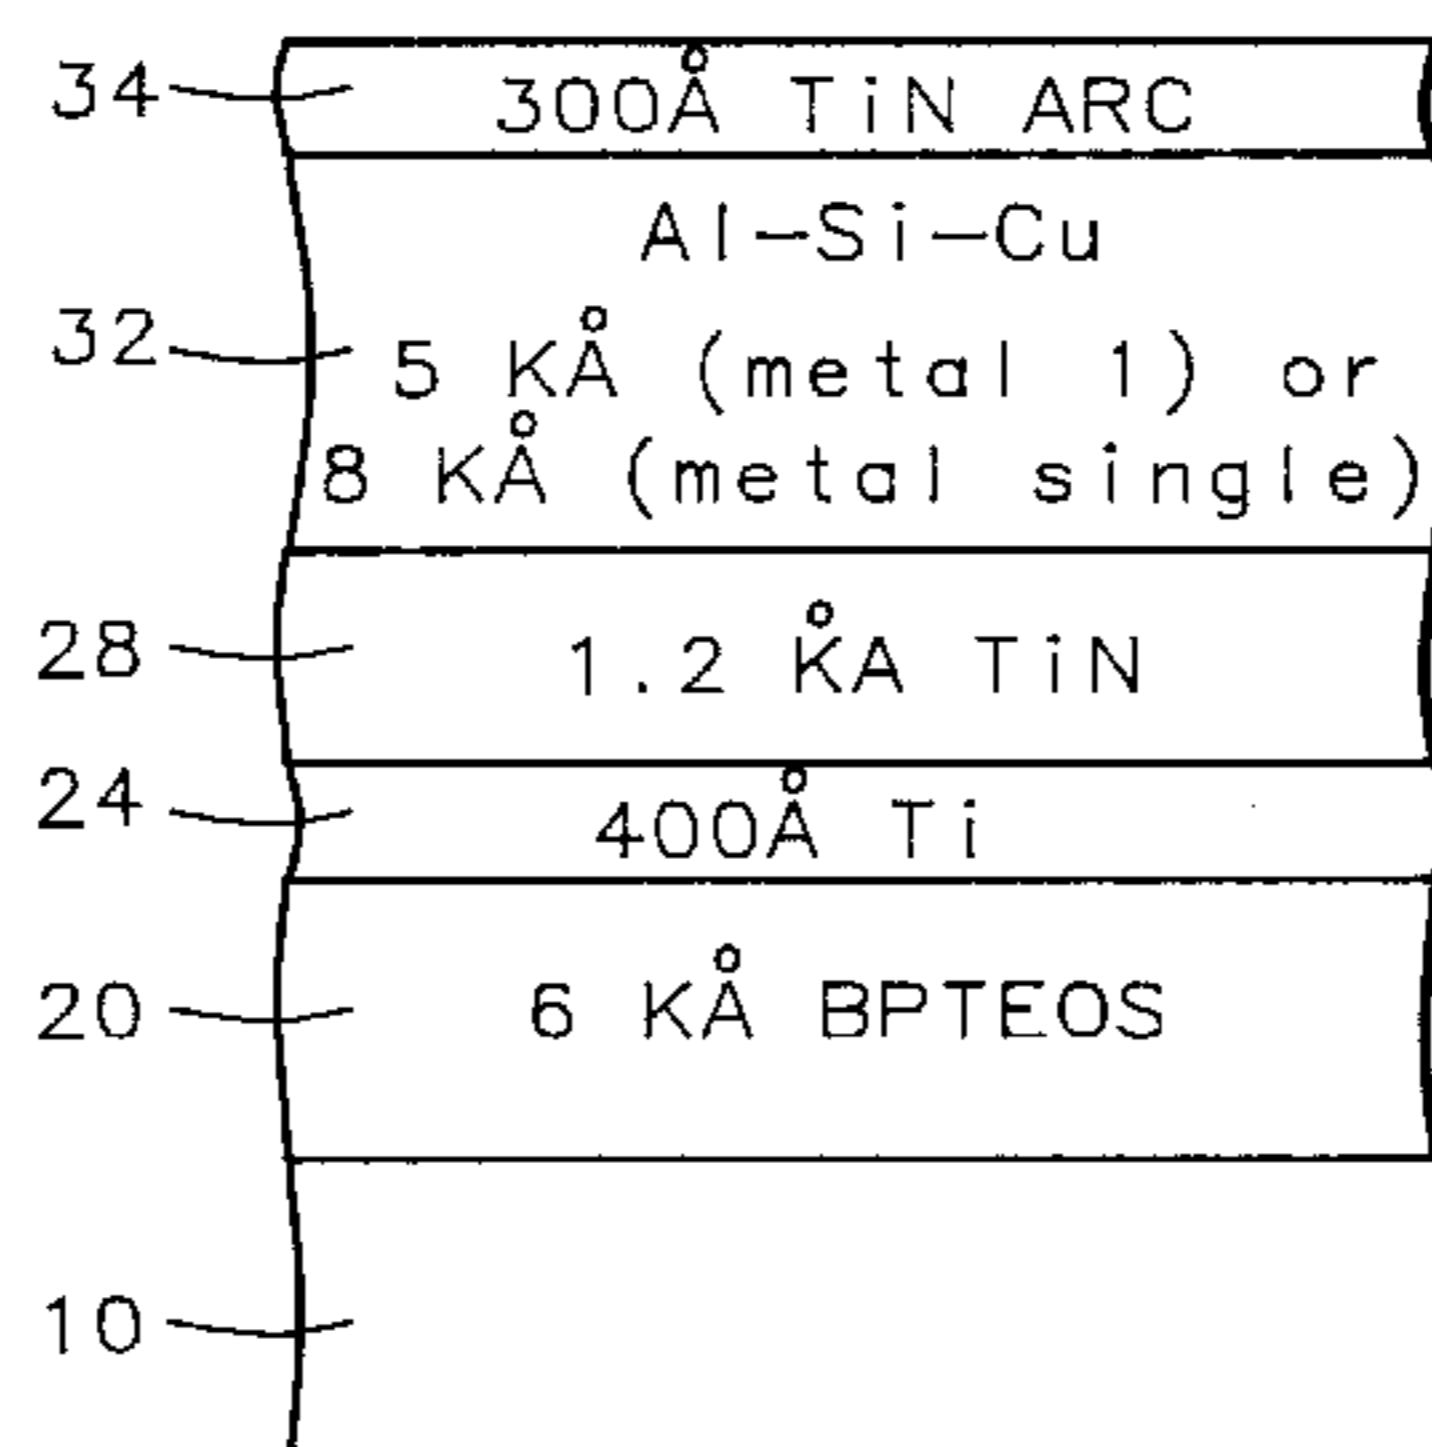 34 300Å TiN ARC
Al-Si-Cu
32 5 KÅ (metal 1) or
8 KÅ (metal single)
28 1.2 K̊A TiN
24 400Å Ti
20 6 KÅ BPTEOS
10